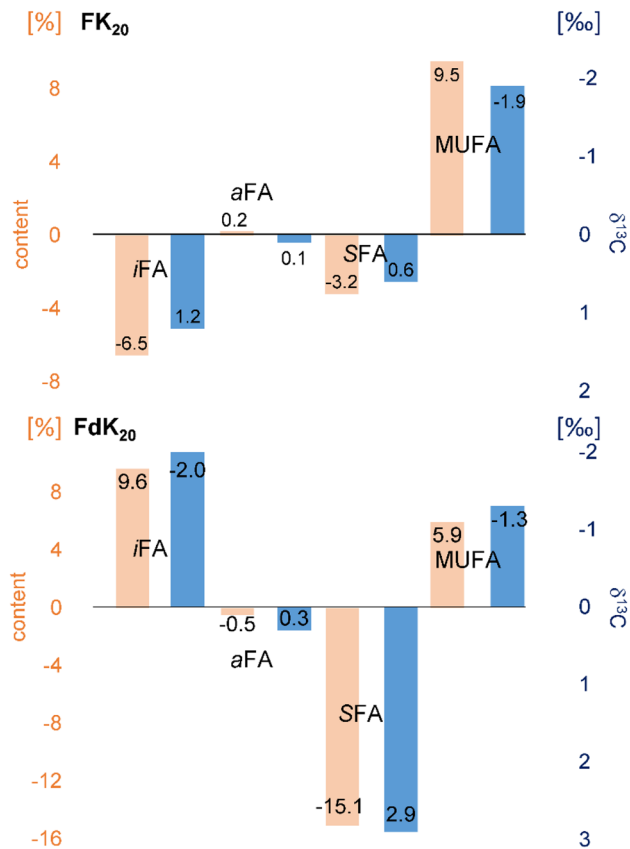 [%] FK20 [‰]
8 9.5 -2
-1.9
4 MUFA -1
aFA
0.2
content 0 0 δ13C
iFA 0.1 SFA
-3.2 0.6
-4 1.2 1
-6.5
-8 2
[%] FdK20 [‰]
-2
8 9.6 -2.0
-1.3 -1
4 iFA 5.9 MUFA
content 0 0 δ13C
-0.5 0.3
aFA
-4 1
-8 SFA
2
-12
-15.1 2.9
-16 3